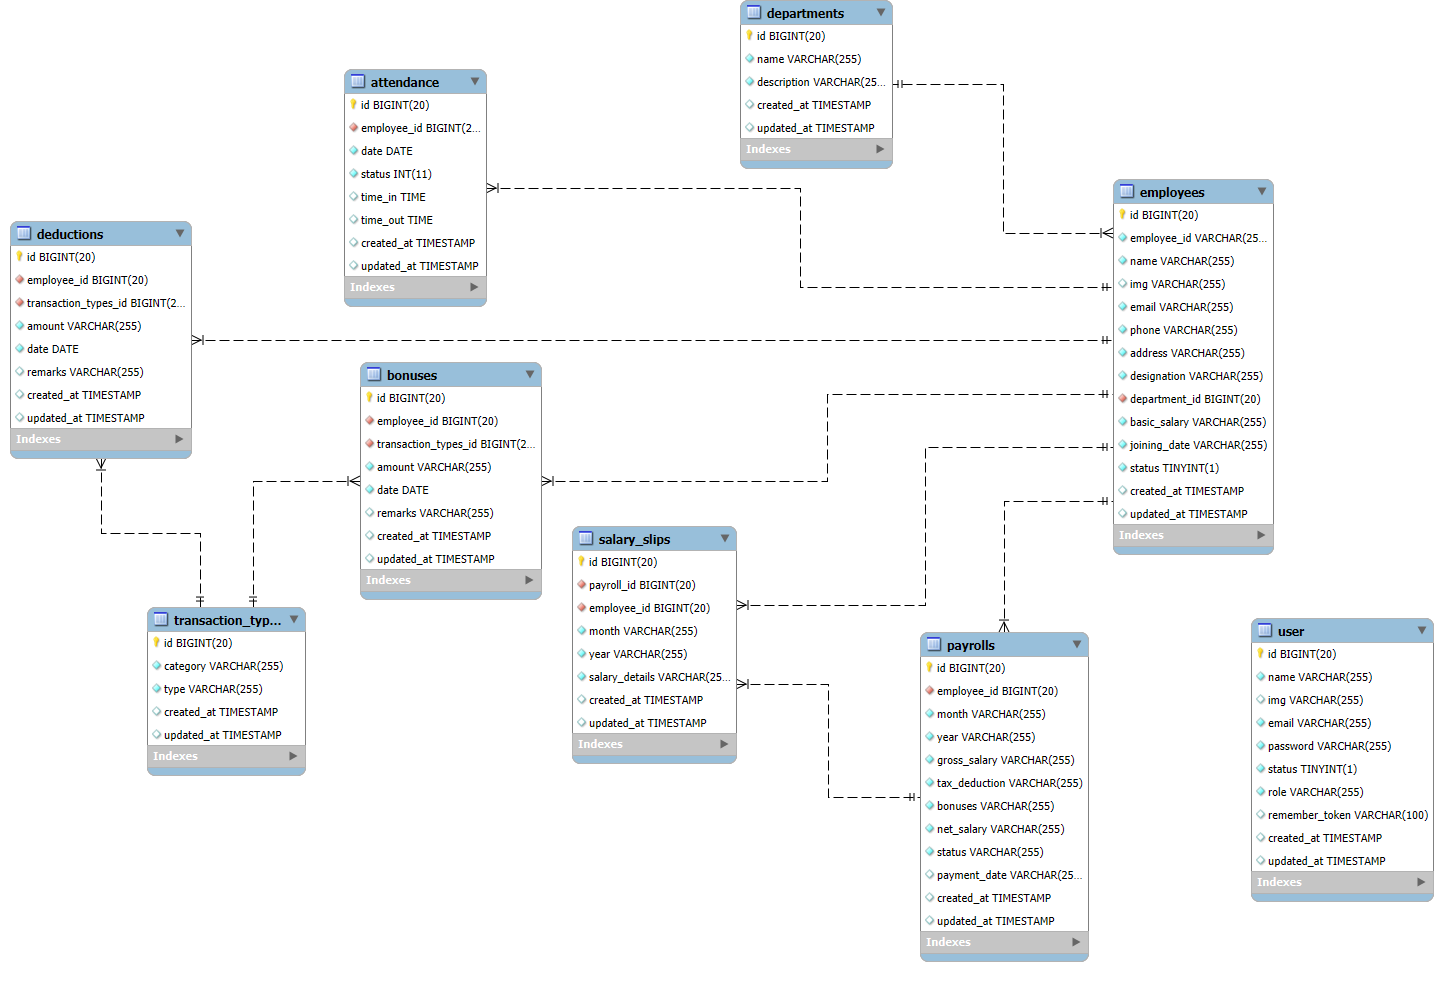 departments
id BIGINT(20)
name VARCHAR(255)
description VARCHAR(25...
created_at TIMESTAMP
updated_at TIMESTAMP
Indexes
attendance
id BIGINT(20)
employee_id BIGINT(2...
date DATE
status INT(11)
time_in TIME
time_out TIME
created_at TIMESTAMP
updated_at TIMESTAMP
Indexes
employees
id BIGINT(20)
employee_id VARCHAR(25...
name VARCHAR(255)
img VARCHAR(255)
email VARCHAR(255)
phone VARCHAR(255)
address VARCHAR(255)
designation VARCHAR(255)
department_id BIGINT(20)
basic_salary VARCHAR(255)
joining_date VARCHAR(255)
status TINYINT(1)
created_at TIMESTAMP
updated_at TIMESTAMP
Indexes
deductions
id BIGINT(20)
employee_id BIGINT(20)
transaction_types_id BIGINT(2...
amount VARCHAR(255)
date DATE
remarks VARCHAR(255)
created_at TIMESTAMP
updated_at TIMESTAMP
Indexes
bonuses
id BIGINT(20)
employee_id BIGINT(20)
transaction_types_id BIGINT(2...
amount VARCHAR(255)
date DATE
remarks VARCHAR(255)
created_at TIMESTAMP
updated_at TIMESTAMP
Indexes
salary_slips
id BIGINT(20)
payroll_id BIGINT(20)
employee_id BIGINT(20)
month VARCHAR(255)
year VARCHAR(255)
salary_details VARCHAR(25...
created_at TIMESTAMP
updated_at TIMESTAMP
Indexes
transaction_typ...
id BIGINT(20)
category VARCHAR(255)
type VARCHAR(255)
created_at TIMESTAMP
updated_at TIMESTAMP
Indexes
payrolls
id BIGINT(20)
employee_id BIGINT(20)
month VARCHAR(255)
year VARCHAR(255)
gross_salary VARCHAR(255)
tax_deduction VARCHAR(255)
bonuses VARCHAR(255)
net_salary VARCHAR(255)
status VARCHAR(255)
payment_date VARCHAR(25...
created_at TIMESTAMP
updated_at TIMESTAMP
Indexes
user
id BIGINT(20)
name VARCHAR(255)
img VARCHAR(255)
email VARCHAR(255)
password VARCHAR(255)
status TINYINT(1)
role VARCHAR(255)
remember_token VARCHAR(100)
created_at TIMESTAMP
updated_at TIMESTAMP
Indexes